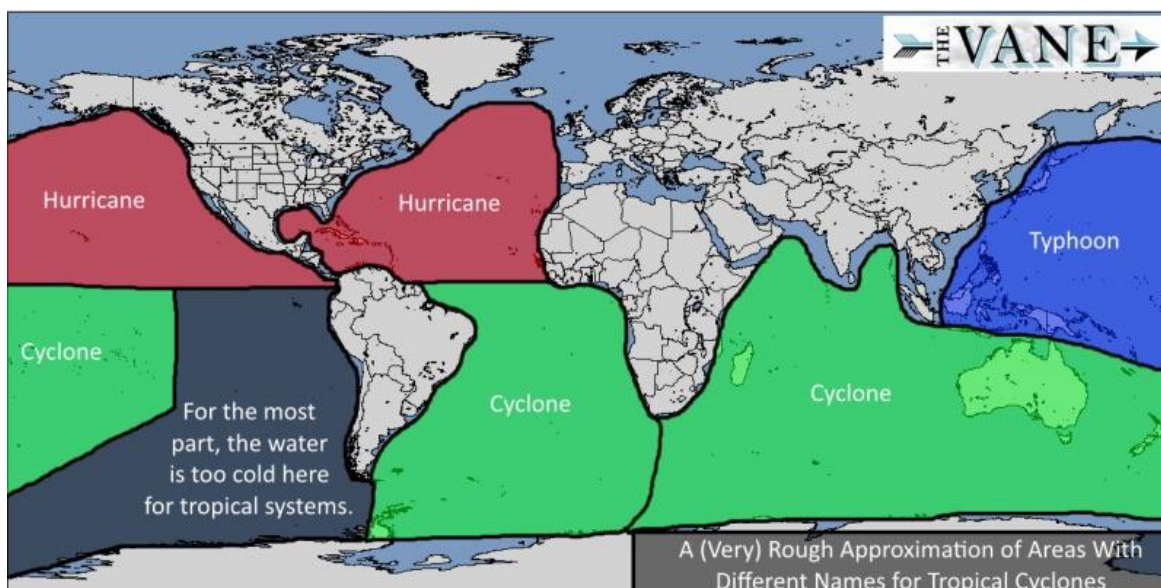 THE VANE
Hurricane
Hurricane
Typhoon
Cyclone
Cyclone
Cyclone
For the most
part, the water
is too cold here
for tropical systems.
A (Very) Rough Approximation of Areas With
Different Names for Tropical Cyclones